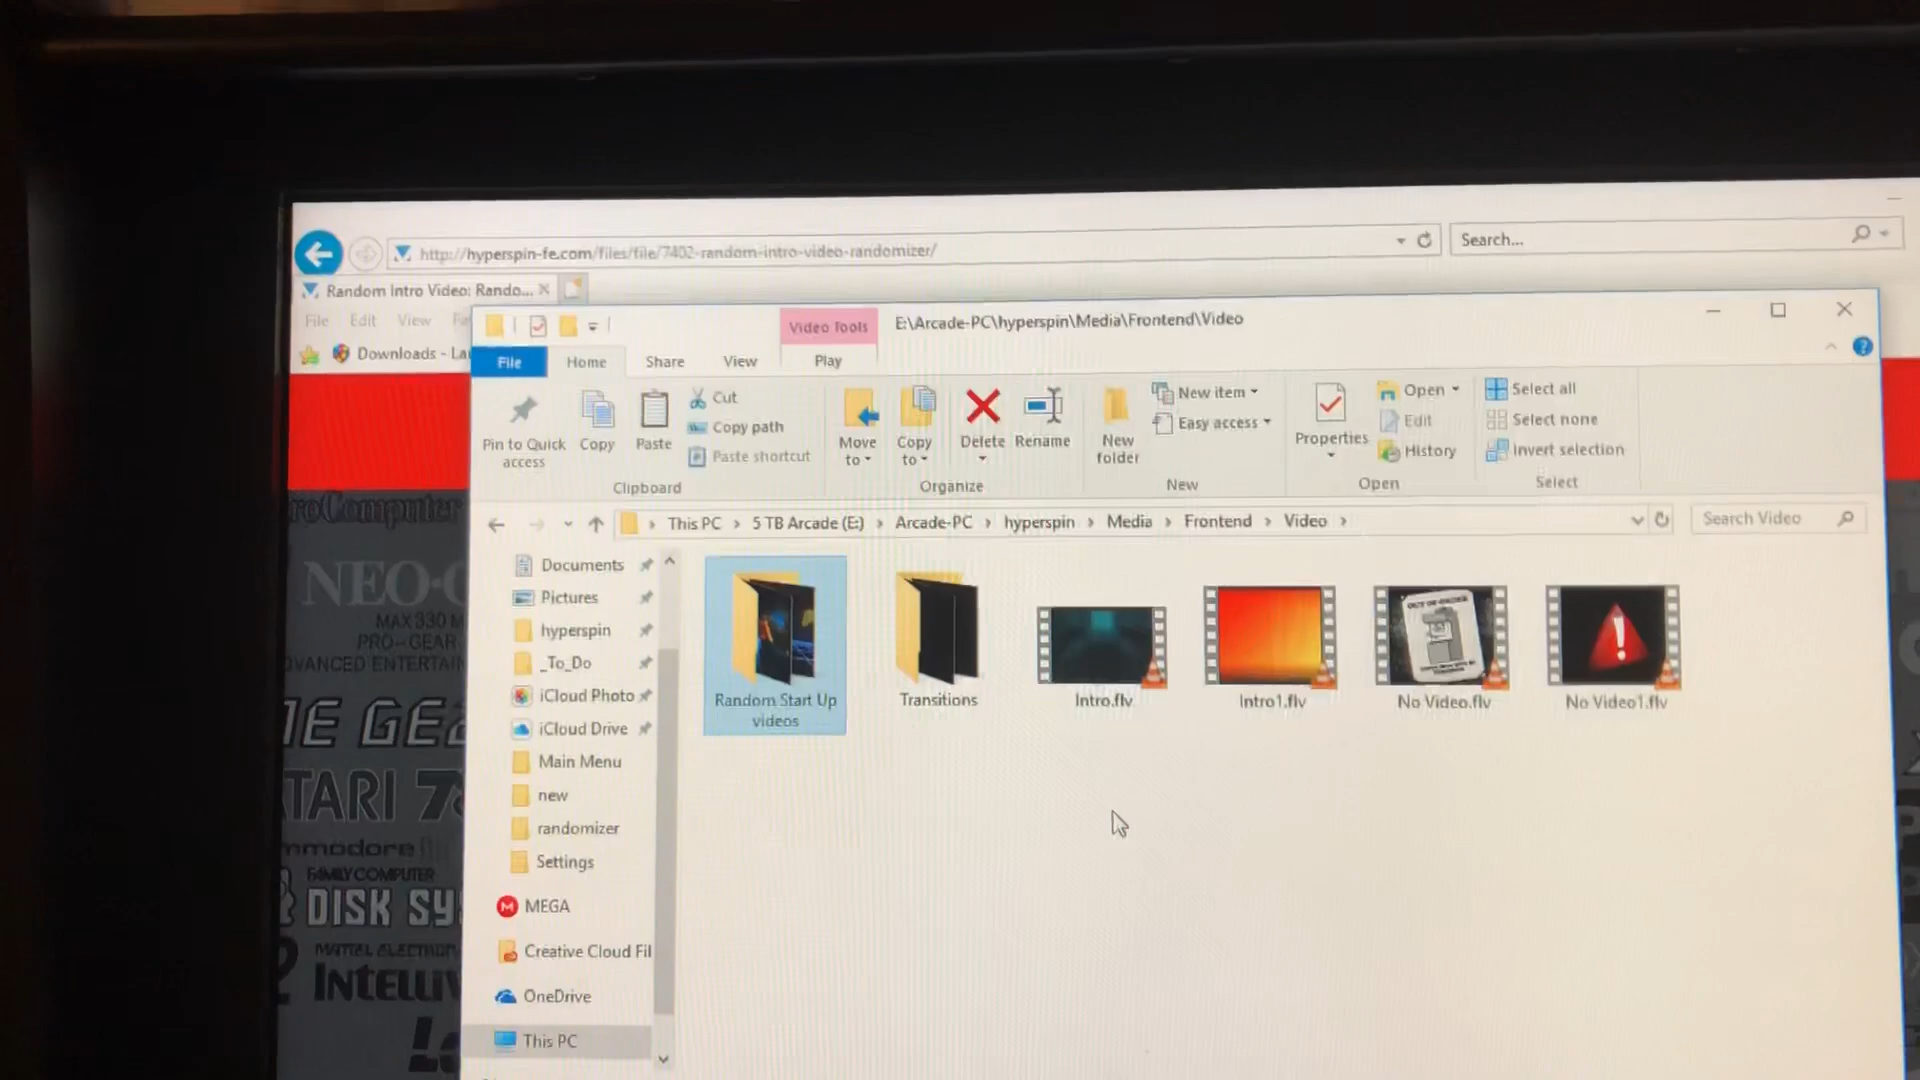 http://hyperspin-fe.com/files/file/7402-random-intro-video-randomizer/
Search...
Random Intro Video: Rando...
File Edit View
Downloads - Lau
Video Tools
E:\Arcade-PC\hyperspin\Media\Frontend\Video
File Home Share View Play
Pin to Quick access
Copy
Paste
Cut
Copy path
Paste shortcut
Move to
Copy to
Delete
Rename
New folder
New item
Easy access
Properties
Open
Edit
History
Select all
Select none
Invert selection
Clipboard Organize New Open Select
This PC > 5 TB Arcade (E:) > Arcade-PC > hyperspin > Media > Frontend > Video >
Search Video
Documents
Pictures
hyperspin
_To_Do
iCloud Photo
iCloud Drive
Main Menu
new
randomizer
Settings
MEGA
Creative Cloud Fil
OneDrive
This PC
Random Start Up videos
Transitions
Intro.flv
Intro1.flv
No Video.flv
No Video1.flv
roComputer
NEO
MAX 330 M
PRO-GEAR
ADVANCED ENTERTAI
ATARI 7
mmodore
FAMILY COMPUTER
DISK SY
MATTEL ELECTRON
INTELLIV